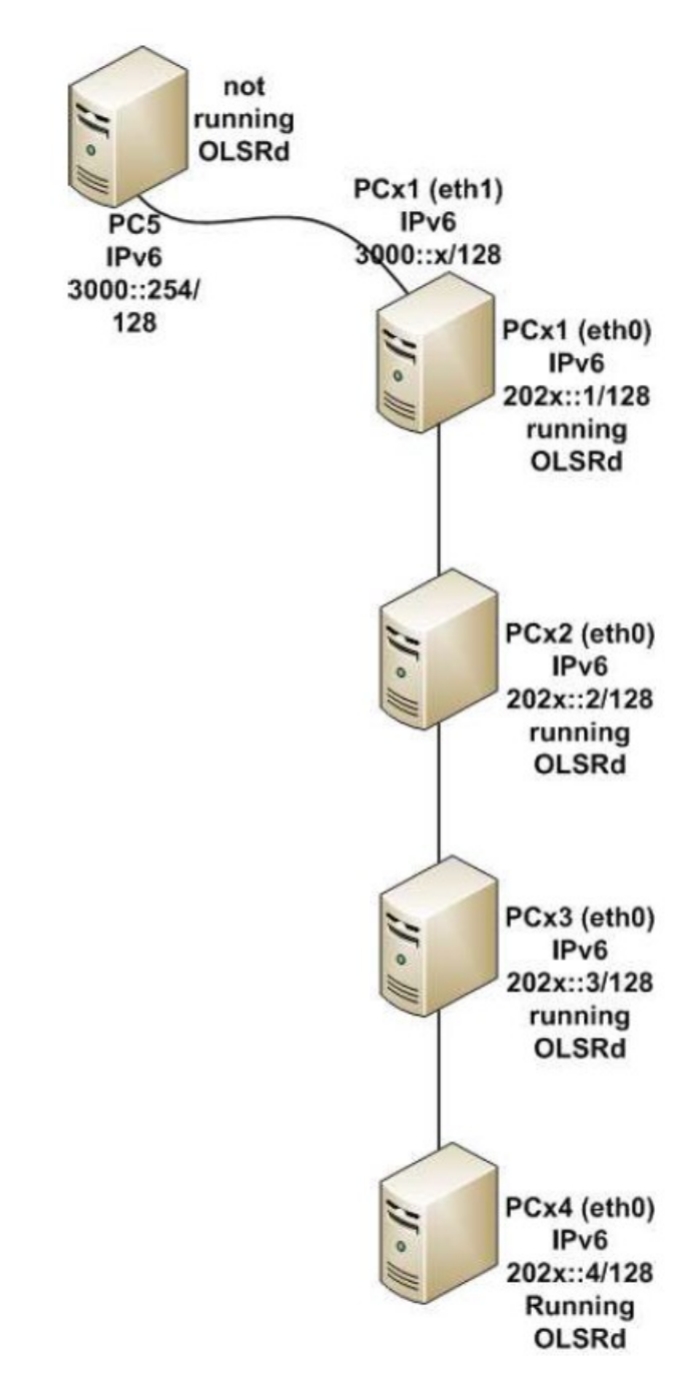 not
running
OLSRd
PC5
IPv6
3000::254/
128
PCx1 (eth1)
IPv6
3000::x/128
PCx1 (eth0)
IPv6
202x::1/128
running
OLSRd
PCx2 (eth0)
IPv6
202x::2/128
running
OLSRd
PCx3 (eth0)
IPv6
202x::3/128
running
OLSRd
PCx4 (eth0)
IPv6
202x::4/128
Running
OLSRd